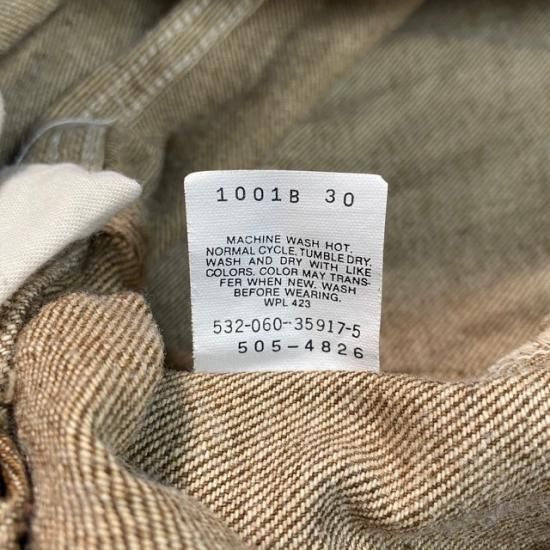 1001B 30
MACHINE WASH HOT.
NORMAL CYCLE. TUMBLE DRY.
WASH AND DRY WITH LIKE
COLORS. COLOR MAY TRANS-
FER WHEN NEW. WASH
BEFORE WEARING.
WPL 423
532-060-35917-5
505-4826